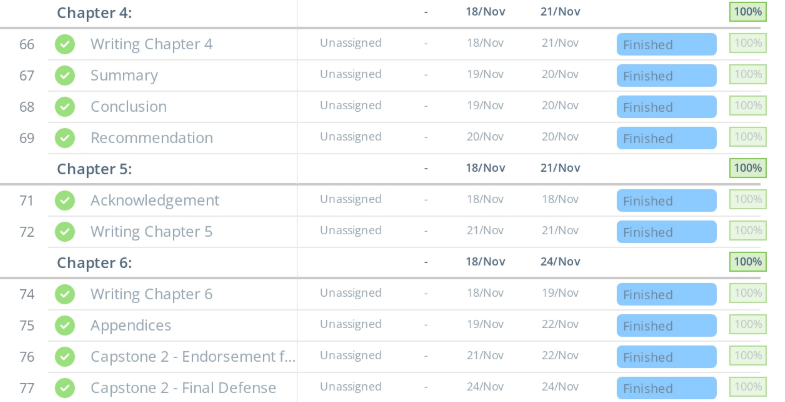 Chapter 4: - 18/Nov 21/Nov 100%
66 Writing Chapter 4 Unassigned - 18/Nov 21/Nov Finished 100%
67 Summary Unassigned - 19/Nov 20/Nov Finished 100%
68 Conclusion Unassigned - 19/Nov 20/Nov Finished 100%
69 Recommendation Unassigned - 20/Nov 20/Nov Finished 100%
Chapter 5: - 18/Nov 21/Nov 100%
71 Acknowledgement Unassigned - 18/Nov 18/Nov Finished 100%
72 Writing Chapter 5 Unassigned - 21/Nov 21/Nov Finished 100%
Chapter 6: - 18/Nov 24/Nov 100%
74 Writing Chapter 6 Unassigned - 18/Nov 19/Nov Finished 100%
75 Appendices Unassigned - 19/Nov 22/Nov Finished 100%
76 Capstone 2 - Endorsement f... Unassigned - 21/Nov 22/Nov Finished 100%
77 Capstone 2 - Final Defense Unassigned - 24/Nov 24/Nov Finished 100%